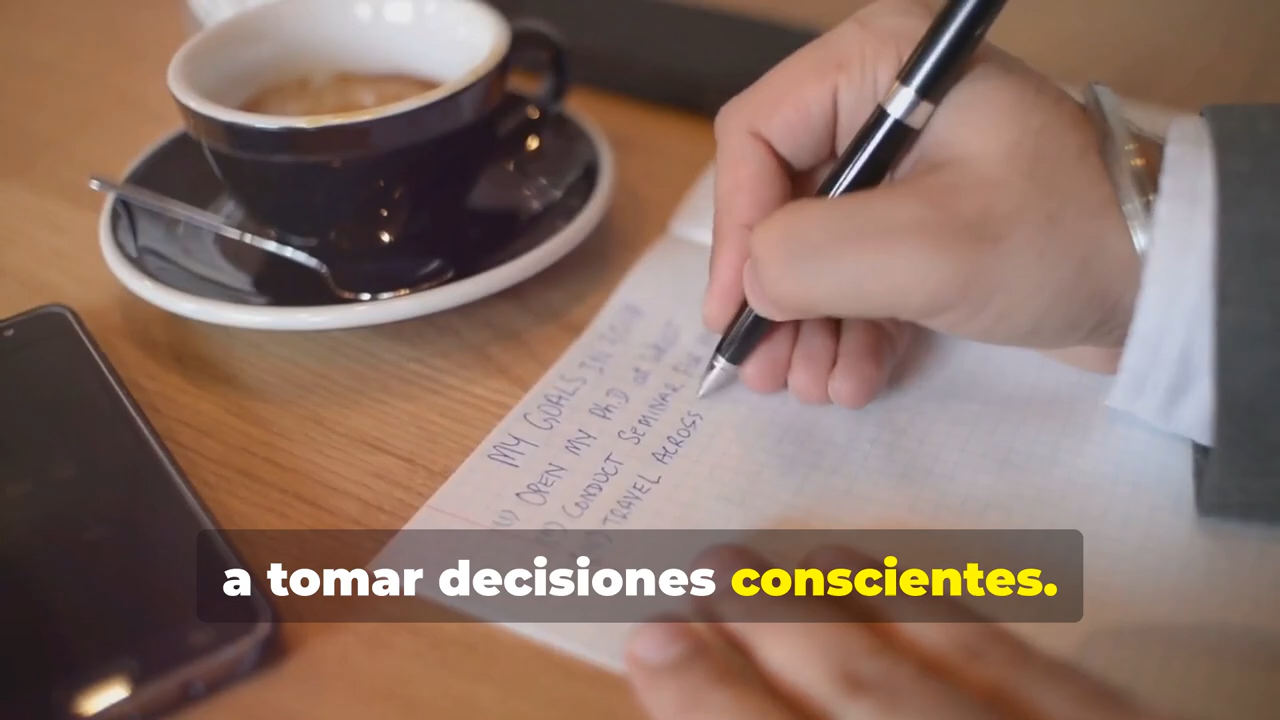 MY GOALS IN
OPEN MY Ph.D
CONDUCT SEMINAR
TRAVEL ACROSS
a tomar decisiones conscientes.